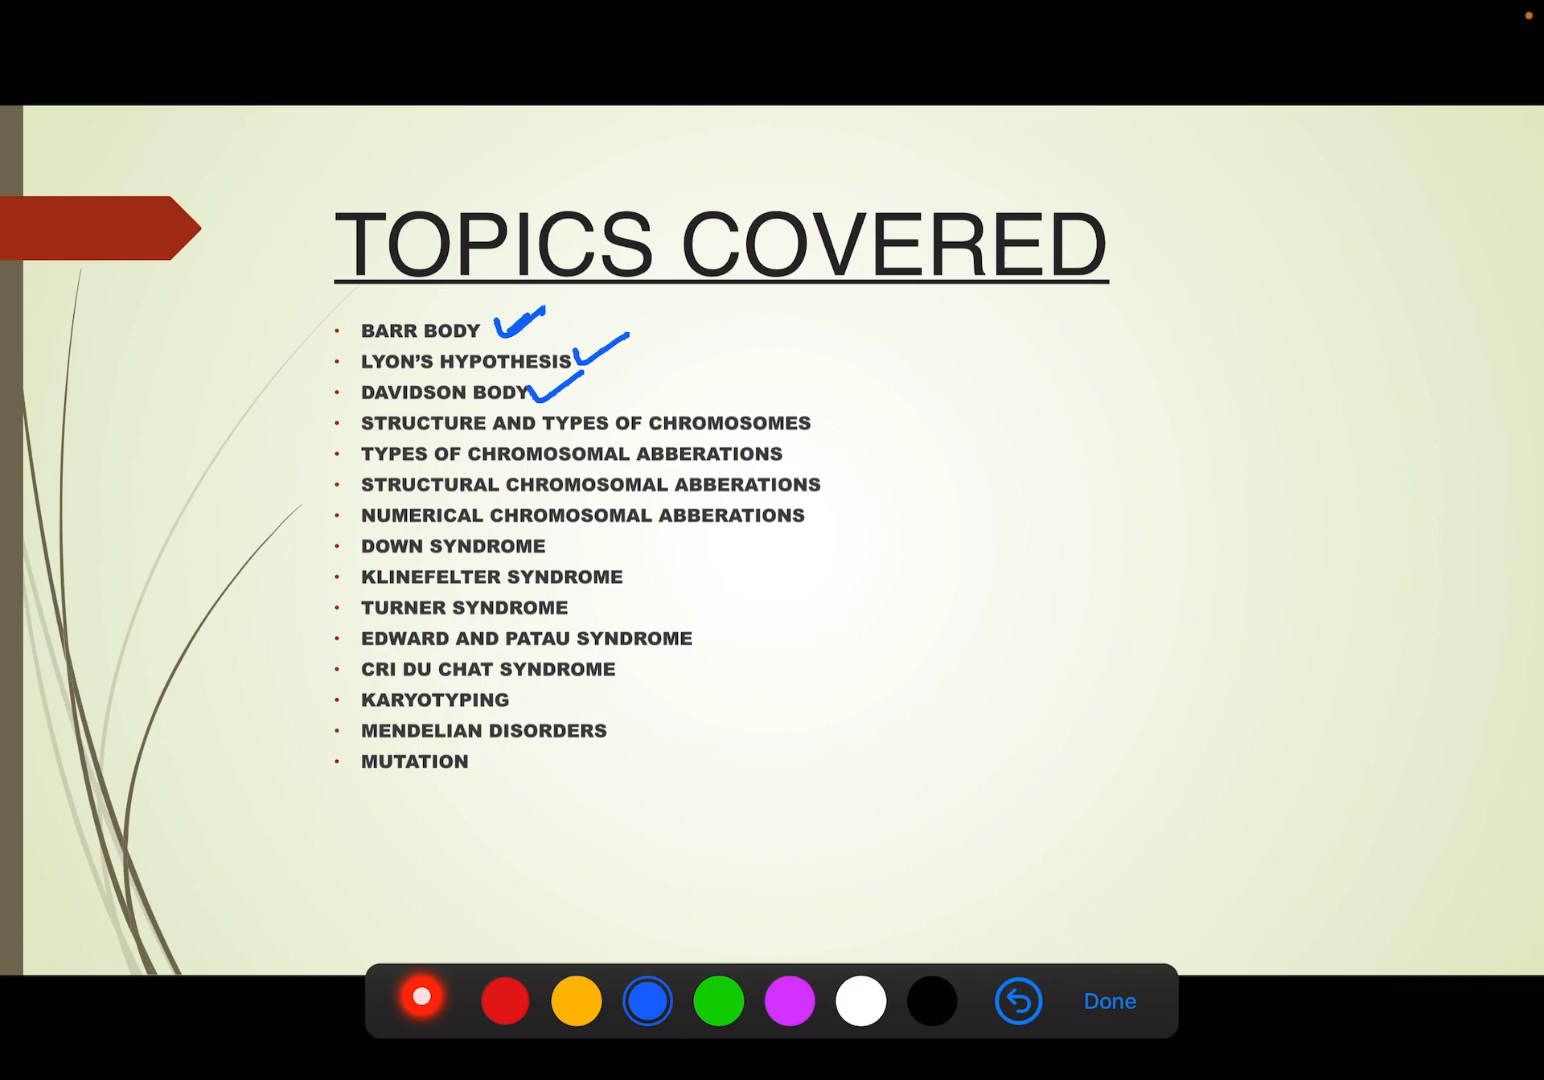 TOPICS COVERED
• BARR BODY
• LYON'S HYPOTHESIS
• DAVIDSON BODY
• STRUCTURE AND TYPES OF CHROMOSOMES
• TYPES OF CHROMOSOMAL ABBERATIONS
• STRUCTURAL CHROMOSOMAL ABBERATIONS
• NUMERICAL CHROMOSOMAL ABBERATIONS
• DOWN SYNDROME
• KLINEFELTER SYNDROME
• TURNER SYNDROME
• EDWARD AND PATAU SYNDROME
• CRI DU CHAT SYNDROME
• KARYOTYPING
• MENDELIAN DISORDERS
• MUTATION
Done